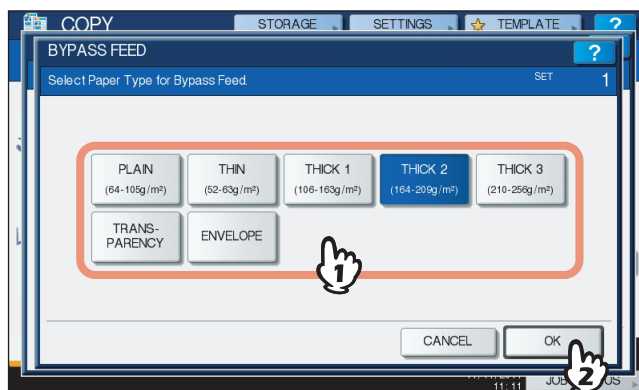 COPY
STORAGE SETTINGS TEMPLATE ?
BYPASS FEED ?
Select Paper Type for Bypass Feed. SET 1
PLAIN THIN THICK 1 THICK 2 THICK 3
(64-105g/m²) (52-63g/m²) (106-163g/m²) (164-209g/m²) (210-256g/m²)
TRANS-
PARENCY
ENVELOPE
1
CANCEL OK
2
11:11 JOB US